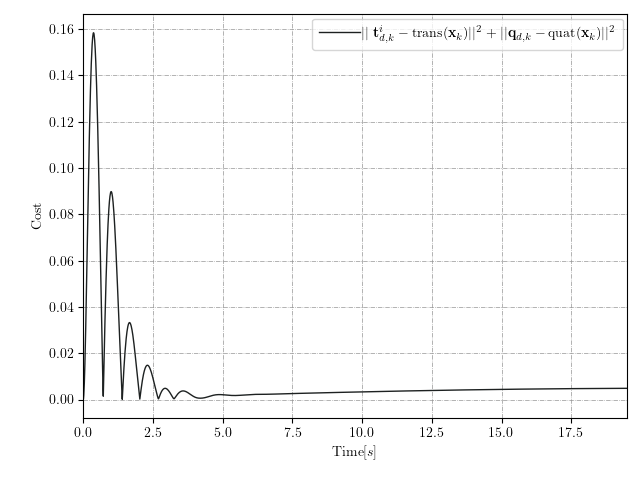 || t^i_{d,k} − trans(x_k)||^2 + ||q_{d,k} − quat(x_k)||^2
0.16
0.14
0.12
0.10
0.08
0.06
0.04
0.02
0.00
Cost
0.0 2.5 5.0 7.5 10.0 12.5 15.0 17.5
Time[s]